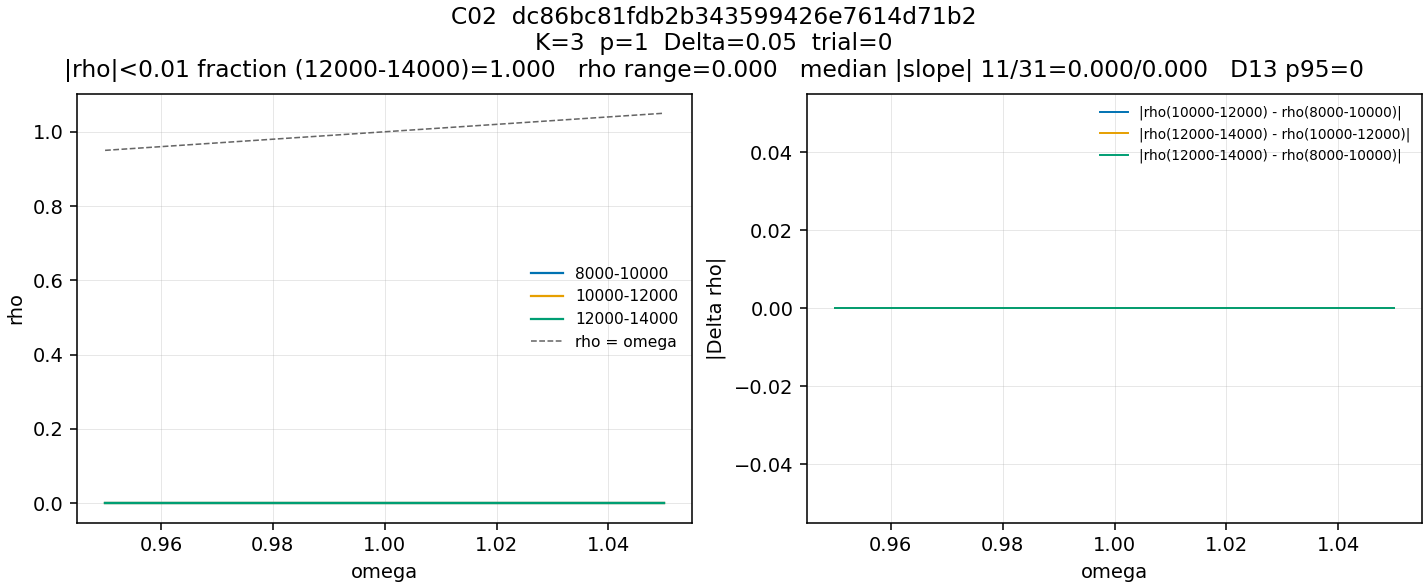 C02  dc86bc81fdb2b343599426e7614d71b2
K=3  p=1  Delta=0.05  trial=0
|rho|<0.01 fraction (12000-14000)=1.000   rho range=0.000   median |slope| 11/31=0.000/0.000   D13 p95=0
rho
1.0
0.8
0.6
0.4
0.2
0.0
8000-10000
10000-12000
12000-14000
rho = omega
0.96
0.98
1.00
1.02
1.04
omega
|Delta rho|
0.04
0.02
0.00
−0.02
−0.04
|rho(10000-12000) - rho(8000-10000)|
|rho(12000-14000) - rho(10000-12000)|
|rho(12000-14000) - rho(8000-10000)|
0.96
0.98
1.00
1.02
1.04
omega